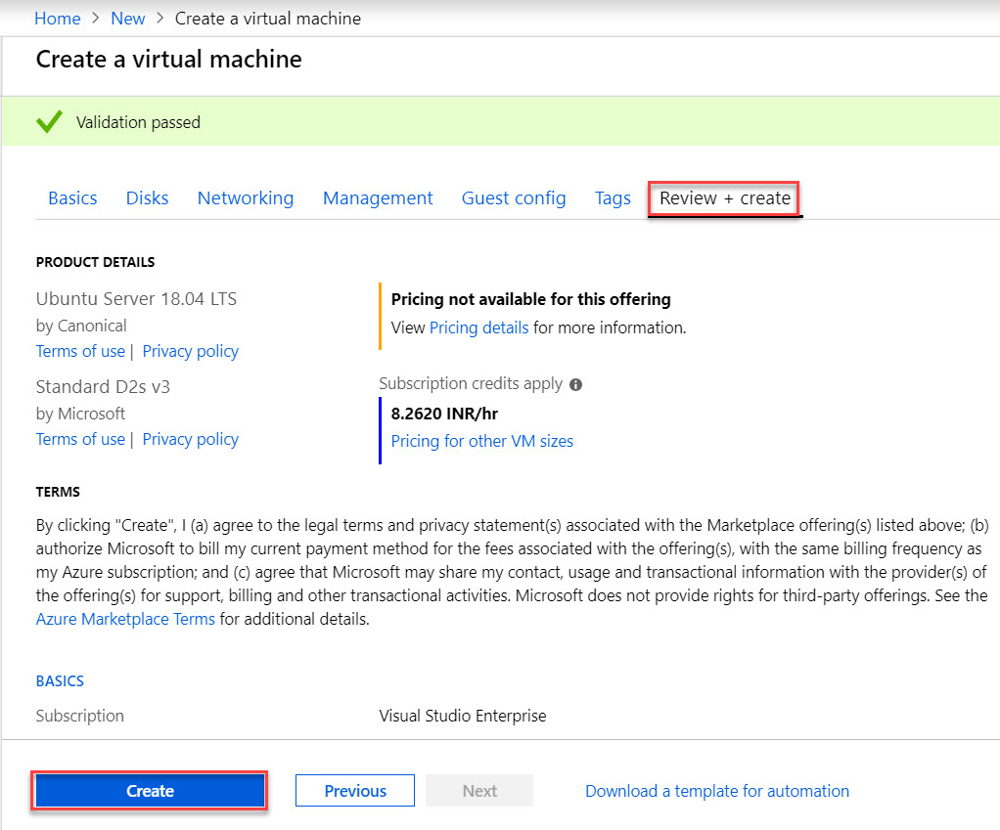 Home > New > Create a virtual machine
Create a virtual machine
Validation passed
Basics Disks Networking Management Guest config Tags Review + create
PRODUCT DETAILS
Ubuntu Server 18.04 LTS
by Canonical
Terms of use | Privacy policy
Pricing not available for this offering
View Pricing details for more information.
Standard D2s v3
by Microsoft
Terms of use | Privacy policy
Subscription credits apply
8.2620 INR/hr
Pricing for other VM sizes
TERMS
By clicking "Create", I (a) agree to the legal terms and privacy statement(s) associated with the Marketplace offering(s) listed above; (b)
authorize Microsoft to bill my current payment method for the fees associated with the offering(s), with the same billing frequency as
my Azure subscription; and (c) agree that Microsoft may share my contact, usage and transactional information with the provider(s) of
the offering(s) for support, billing and other transactional activities. Microsoft does not provide rights for third-party offerings. See the
Azure Marketplace Terms for additional details.
BASICS
Subscription Visual Studio Enterprise
Create Previous Next Download a template for automation